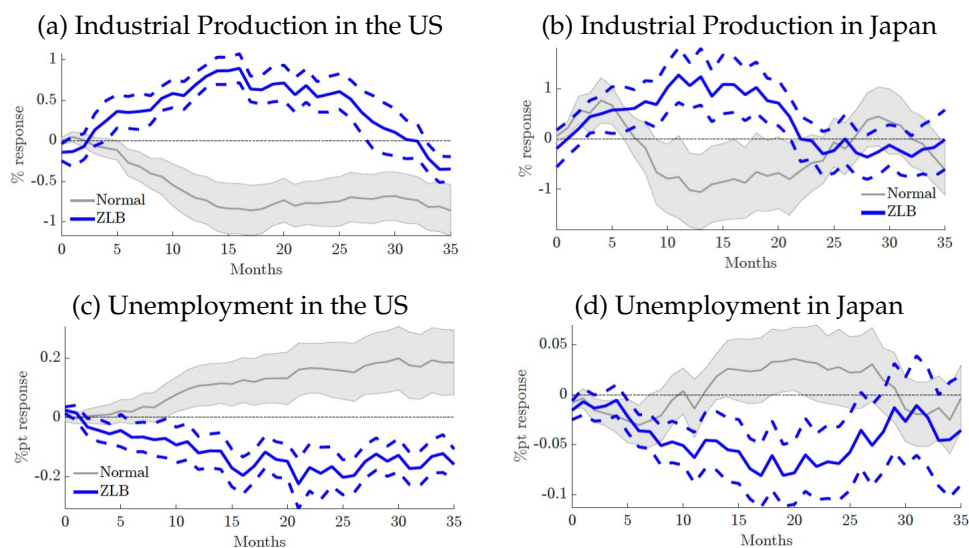 (a) Industrial Production in the US
(b) Industrial Production in Japan
% response
1
0.5
0
-0.5
-1
Normal
ZLB
0 5 10 15 20 25 30 35
Months
% response
1
0
-1
Normal
ZLB
0 5 10 15 20 25 30 35
Months
(c) Unemployment in the US
(d) Unemployment in Japan
%pt response
0.2
0
-0.2
Normal
ZLB
0 5 10 15 20 25 30 35
Months
%pt response
0.05
0
-0.05
-0.1
0 5 10 15 20 25 30 35
Months